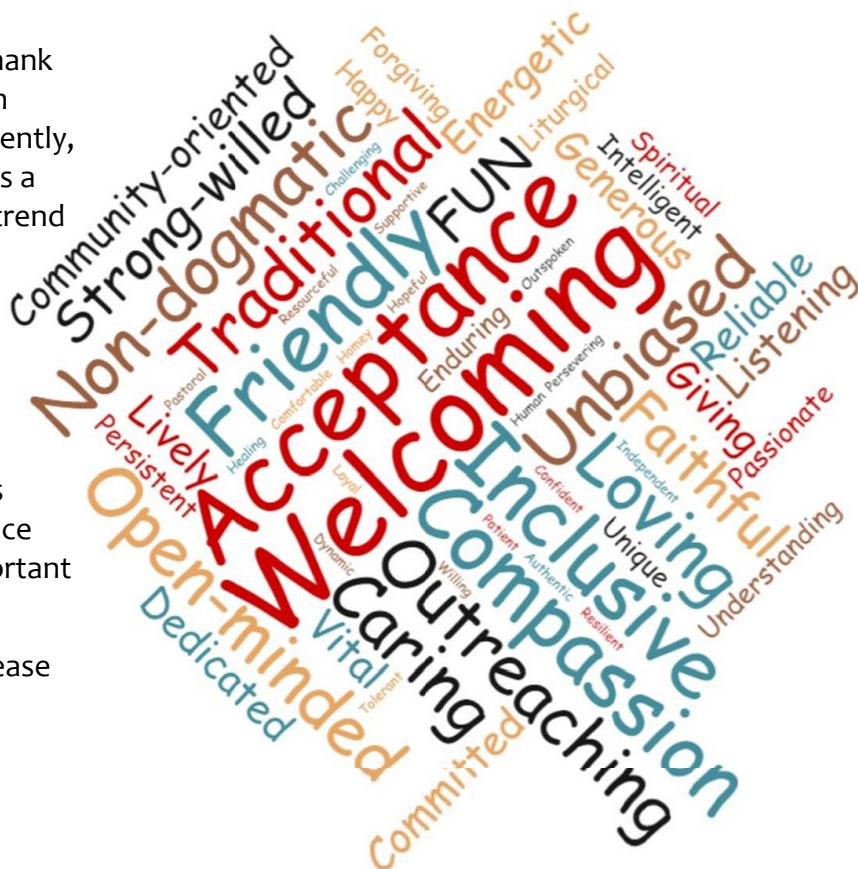 hank
n
ently,
s a
trend
s
ce
ortant
ease
Community-oriented
Strong-willed
Non-dogmatic
Traditional
Friendly
Acceptance
Welcoming
Forgiving
Happy
Energetic
Liturgical
Challenging
Supportive
FUN
Generous
Intelligent
Spiritual
Resourceful
Hopeful
Outspoken
Enduring
Homey
Comfortable
Pastoral
Healing
Lively
Persistent
Loyal
Human Persevering
Unbiased
Reliable
Listening
Giving
Passionate
Faithful
Loving
Independent
Confident
Inclusive
Compassion
Unique
Understanding
Patient
Authentic
Resilient
Willing
Dynamic
Outreaching
Caring
Vital
Tolerant
Open-minded
Dedicated
Committed